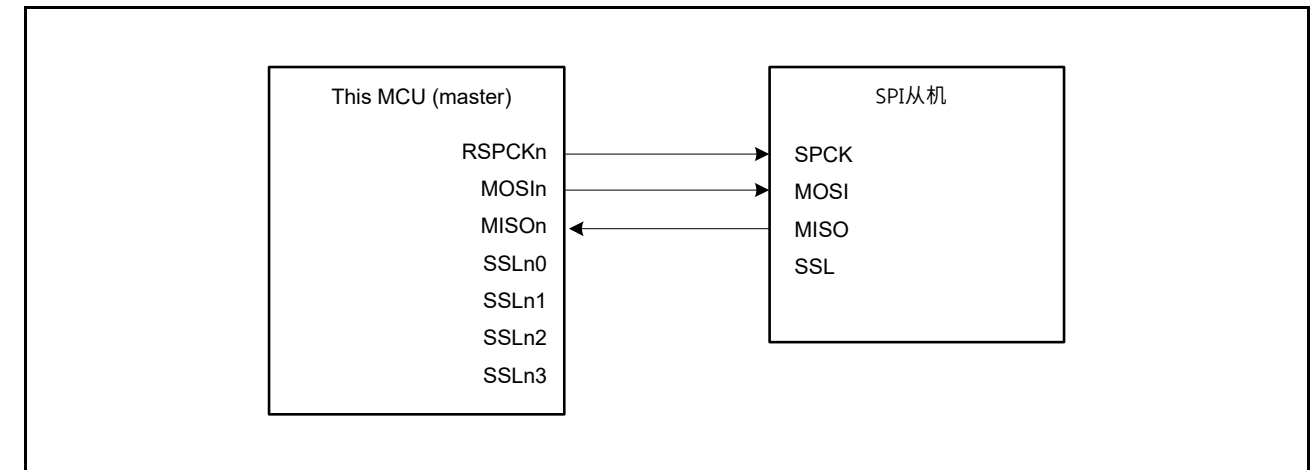 This MCU (master)
RSPCKn
MOSIn
MISOn
SSLn0
SSLn1
SSLn2
SSLn3
SPI从机
SPCK
MOSI
MISO
SSL